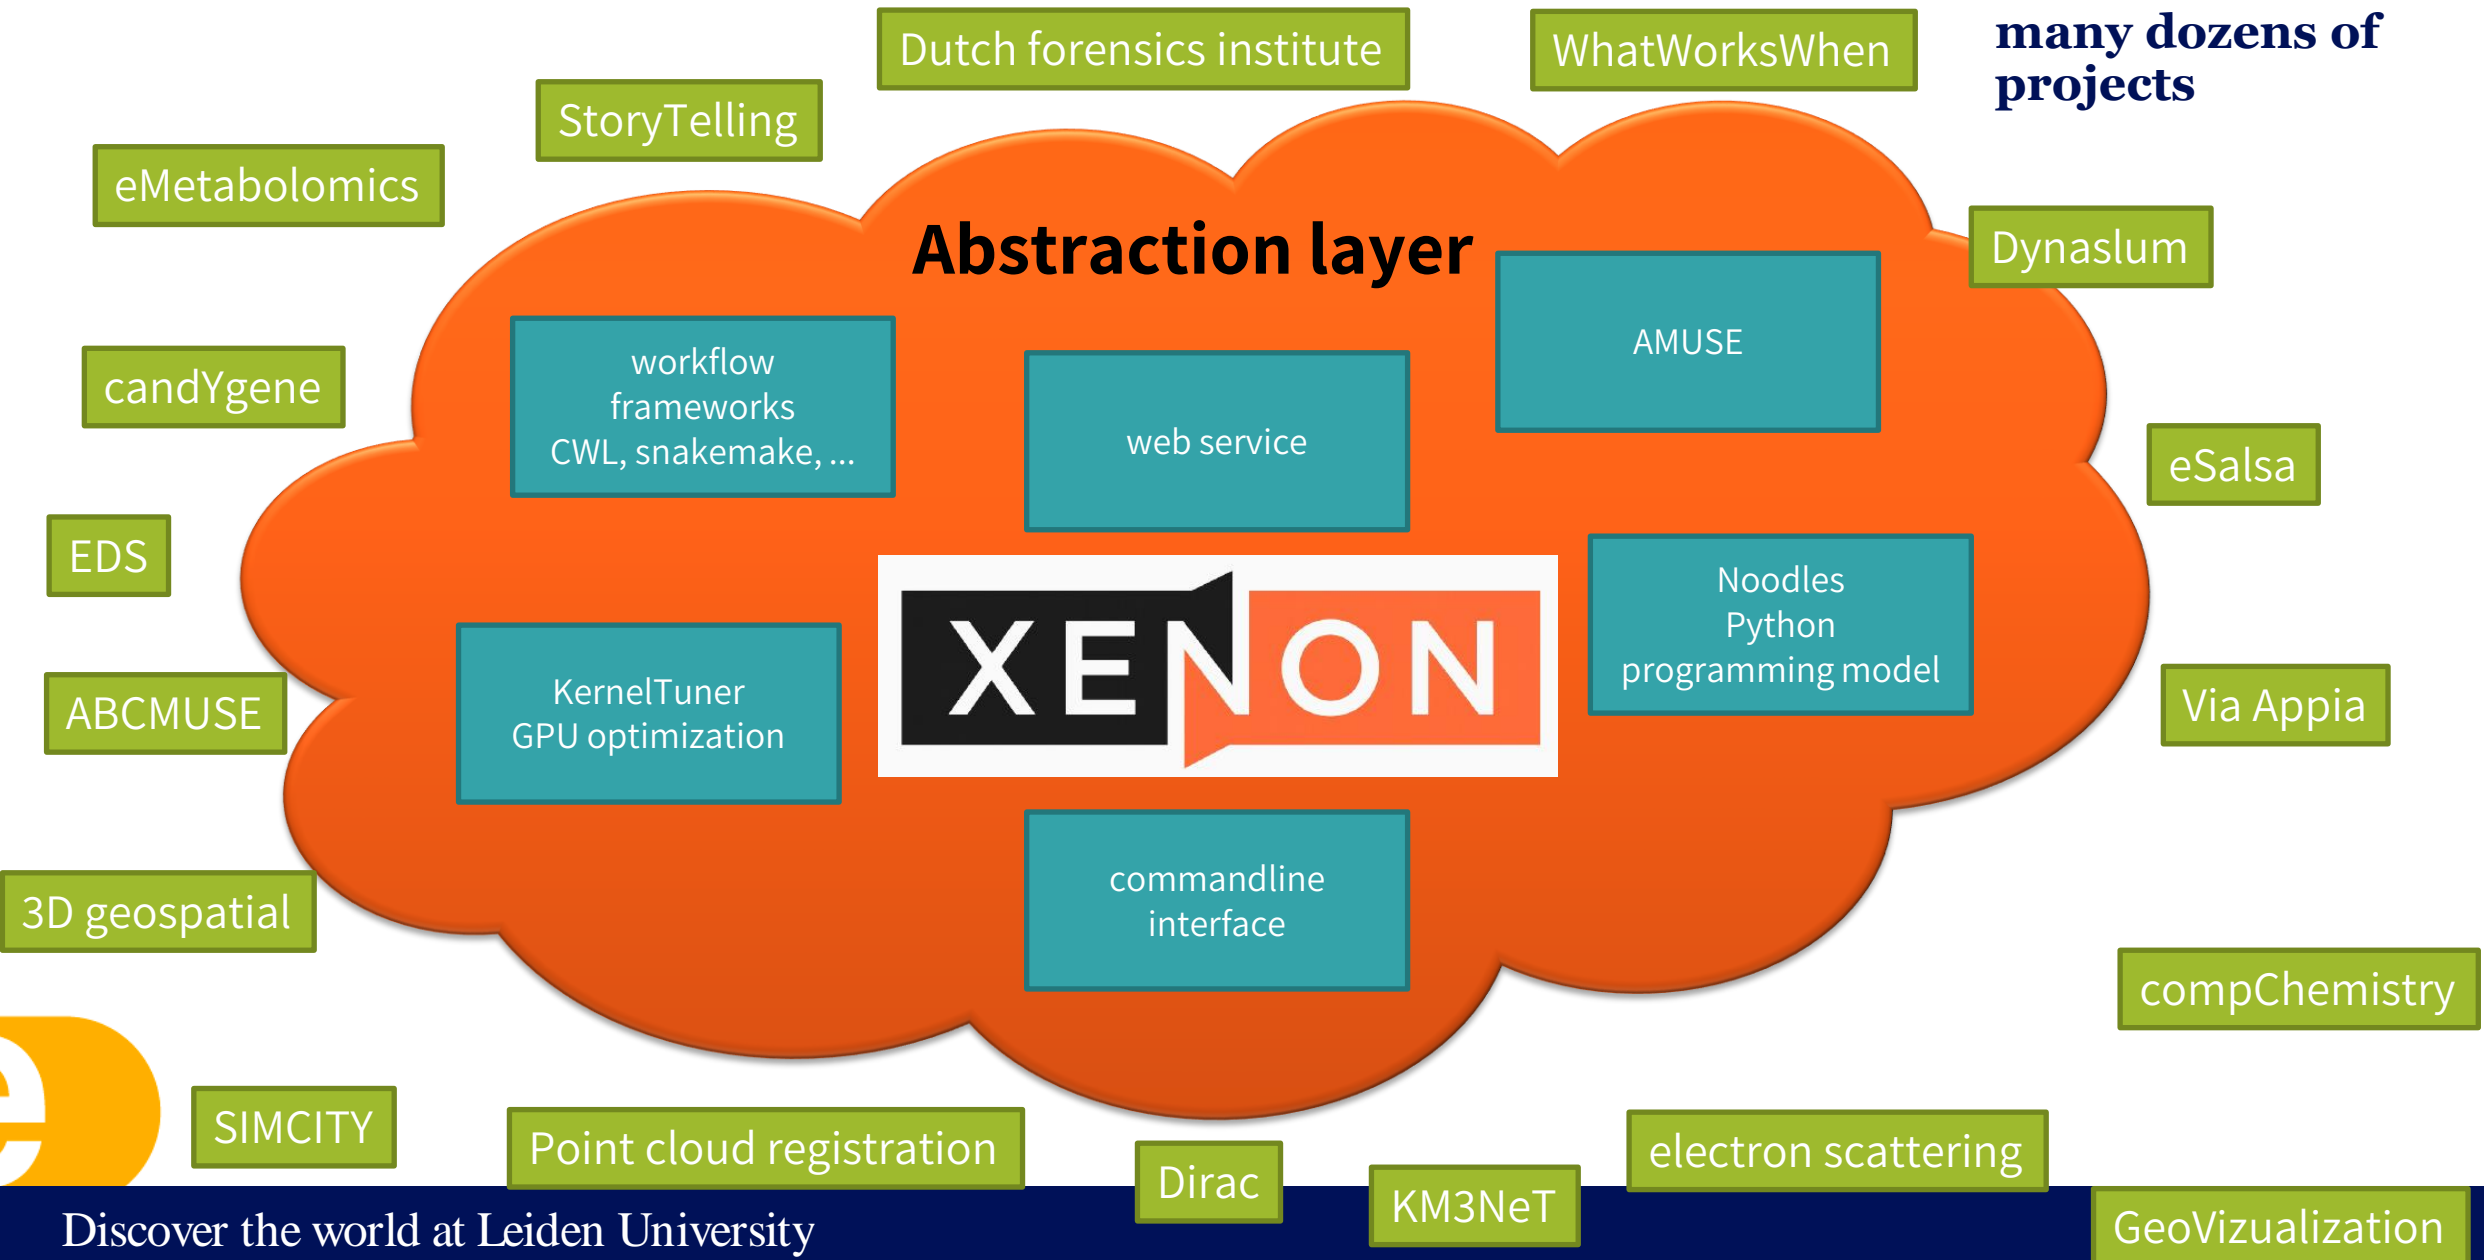 Dutch forensics institute
WhatWorksWhen
many dozens of
projects
StoryTelling
eMetabolomics
Abstraction layer
Dynaslum
workflow
frameworks
CWL, snakemake, ...
web service
AMUSE
candYgene
eSalsa
EDS
XENON
Noodles
Python
programming model
ABCMUSE
KernelTuner
GPU optimization
Via Appia
commandline
interface
3D geospatial
compChemistry
e
SIMCITY
Point cloud registration
Dirac
KM3NeT
electron scattering
GeoVizualization
Discover the world at Leiden University